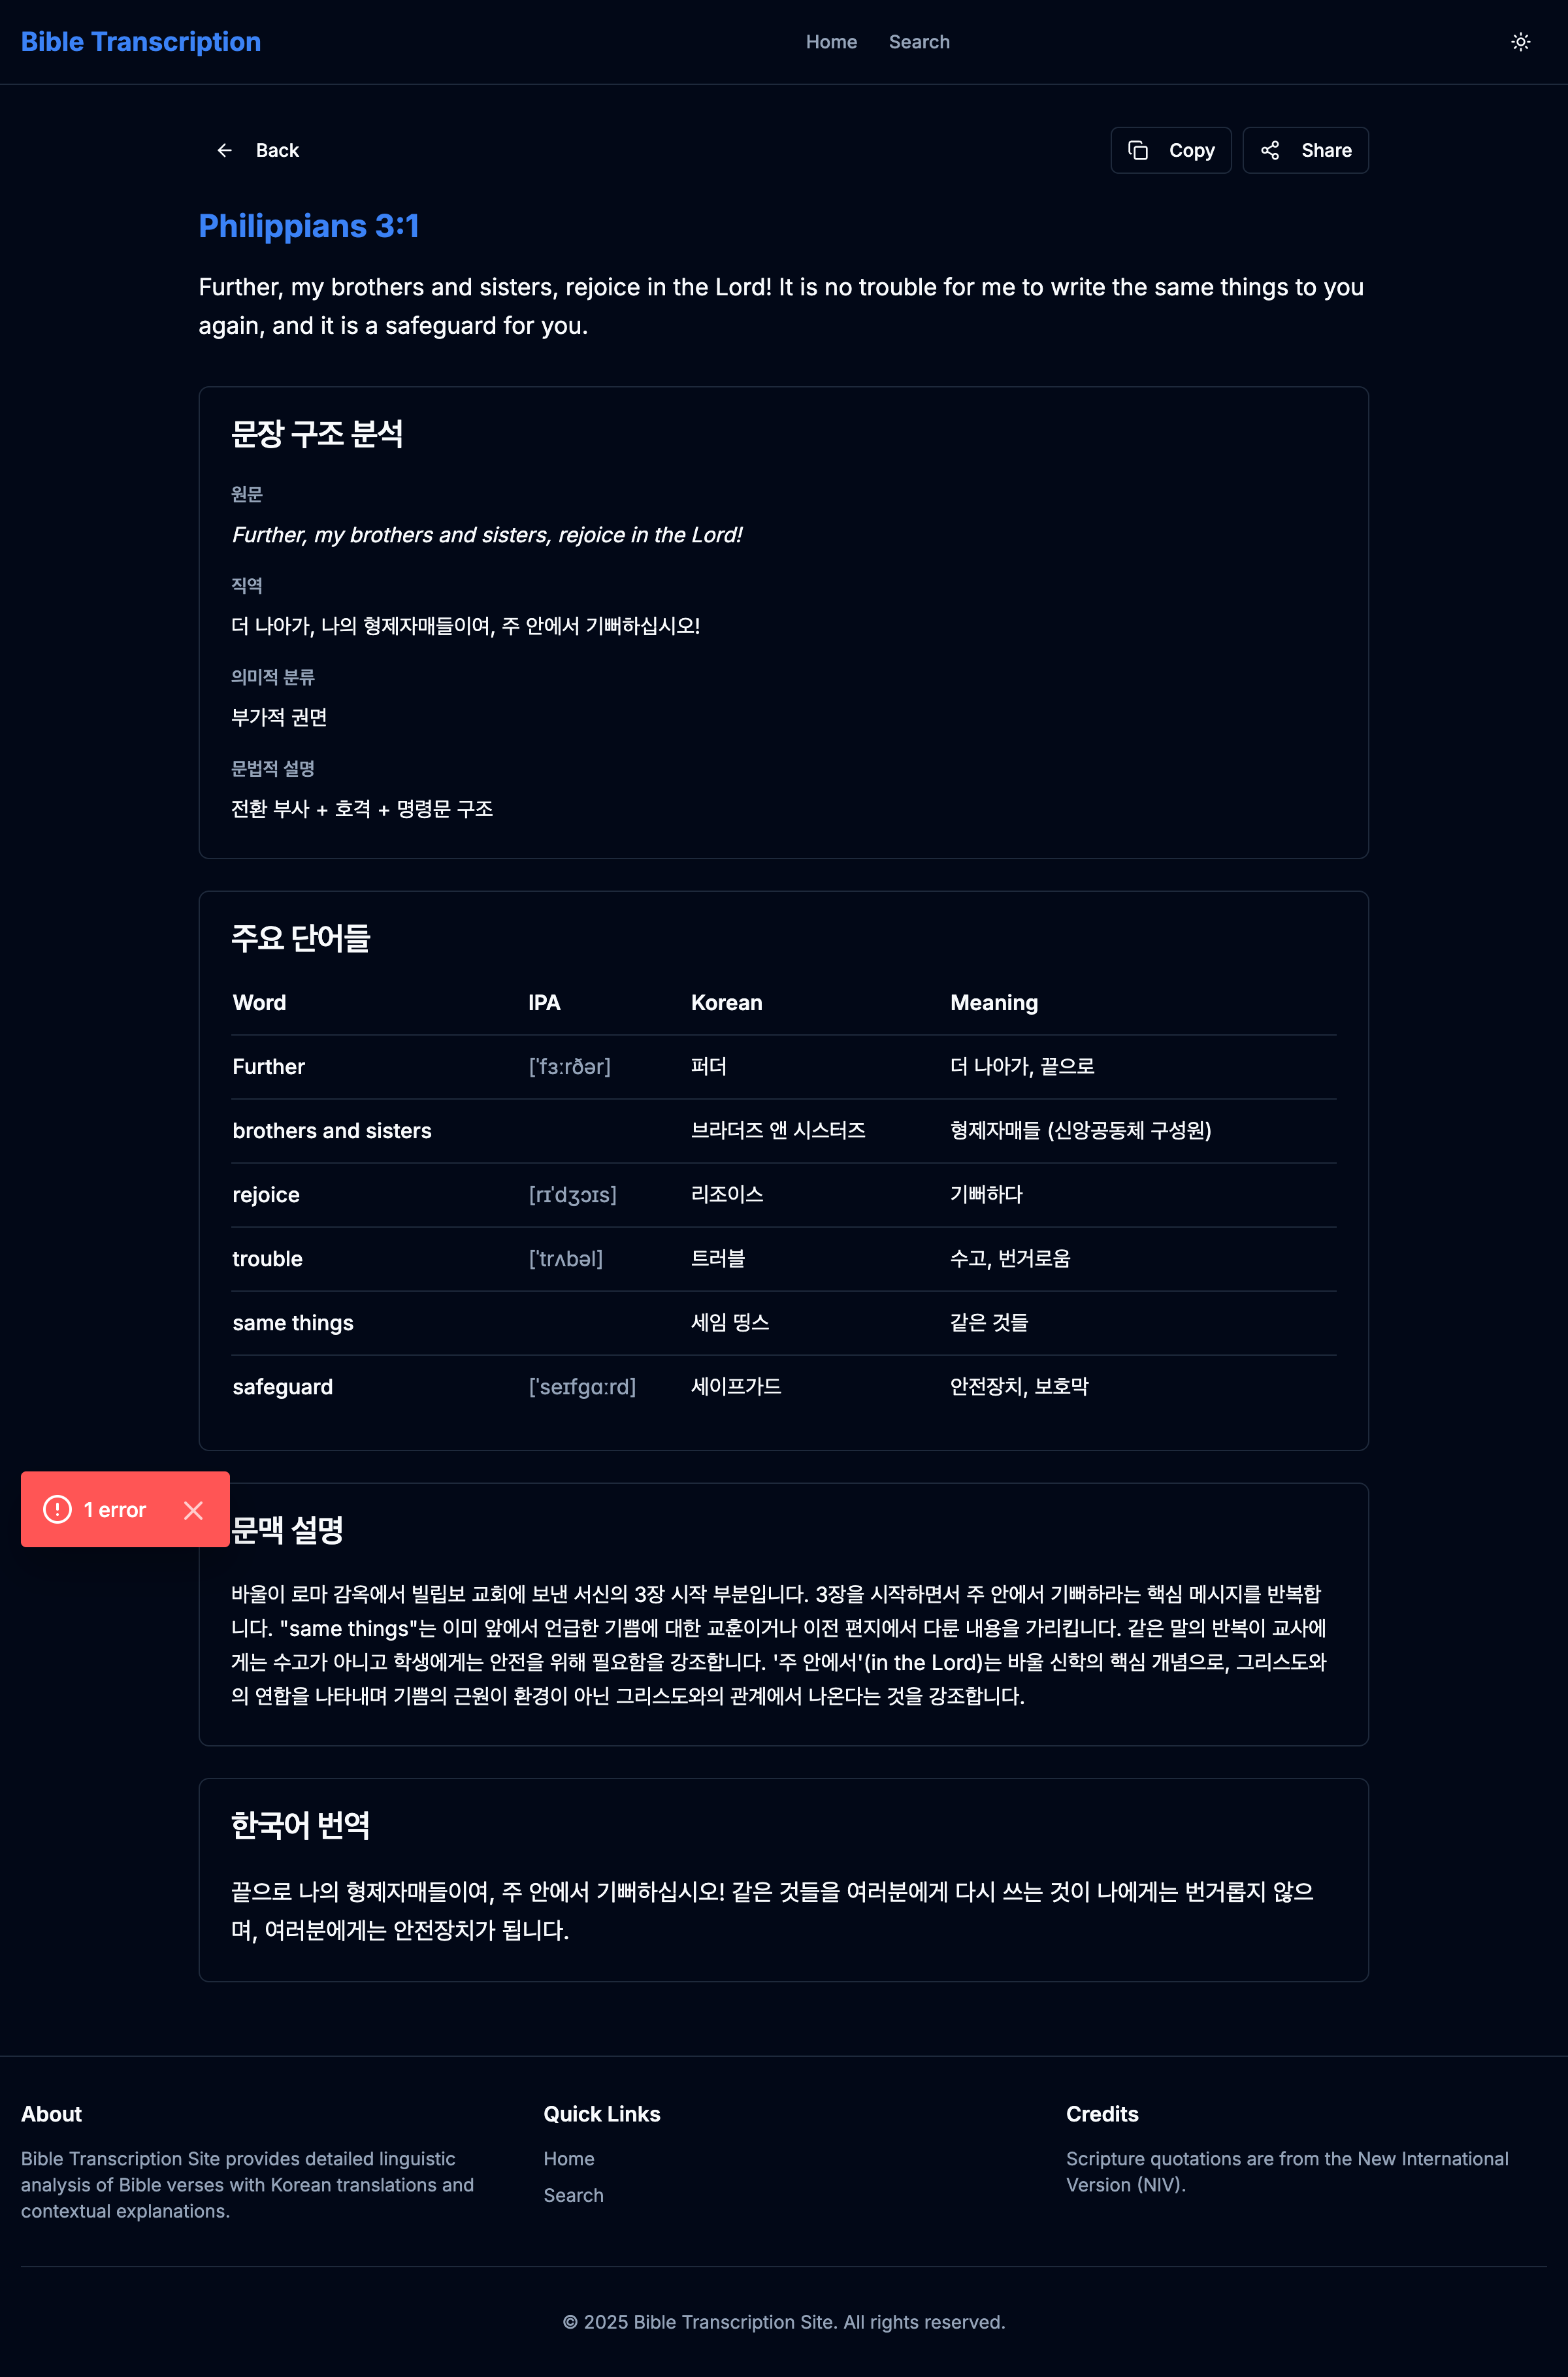 Bible Transcription
Home
Search
Back
Copy
Share
Philippians 3:1
Further, my brothers and sisters, rejoice in the Lord! It is no trouble for me to write the same things to you
again, and it is a safeguard for you.
문장 구조 분석
원문
Further, my brothers and sisters, rejoice in the Lord!
직역
더 나아가, 나의 형제자매들이여, 주 안에서 기뻐하십시오!
의미적 분류
부가적 권면
문법적 설명
전환 부사 + 호격 + 명령문 구조
주요 단어들
Word IPA Korean Meaning
Further [ˈfɜːrðər] 퍼더 더 나아가, 끝으로
brothers and sisters 브라더즈 앤 시스터즈 형제자매들 (신앙공동체 구성원)
rejoice [rɪˈdʒɔɪs] 리조이스 기뻐하다
trouble [ˈtrʌbəl] 트러블 수고, 번거로움
same things 세임 띵스 같은 것들
safeguard [ˈseɪfgɑːrd] 세이프가드 안전장치, 보호막
1 error
문맥 설명
바울이 로마 감옥에서 빌립보 교회에 보낸 서신의 3장 시작 부분입니다. 3장을 시작하면서 주 안에서 기뻐하라는 핵심 메시지를 반복합
니다. "same things"는 이미 앞에서 언급한 기쁨에 대한 교훈이거나 이전 편지에서 다룬 내용을 가리킵니다. 같은 말의 반복이 교사에
게는 수고가 아니고 학생에게는 안전을 위해 필요함을 강조합니다. '주 안에서'(in the Lord)는 바울 신학의 핵심 개념으로, 그리스도와
의 연합을 나타내며 기쁨의 근원이 환경이 아닌 그리스도와의 관계에서 나온다는 것을 강조합니다.
한국어 번역
끝으로 나의 형제자매들이여, 주 안에서 기뻐하십시오! 같은 것들을 여러분에게 다시 쓰는 것이 나에게는 번거롭지 않으
며, 여러분에게는 안전장치가 됩니다.
About
Bible Transcription Site provides detailed linguistic
analysis of Bible verses with Korean translations and
contextual explanations.
Quick Links
Home
Search
Credits
Scripture quotations are from the New International
Version (NIV).
© 2025 Bible Transcription Site. All rights reserved.